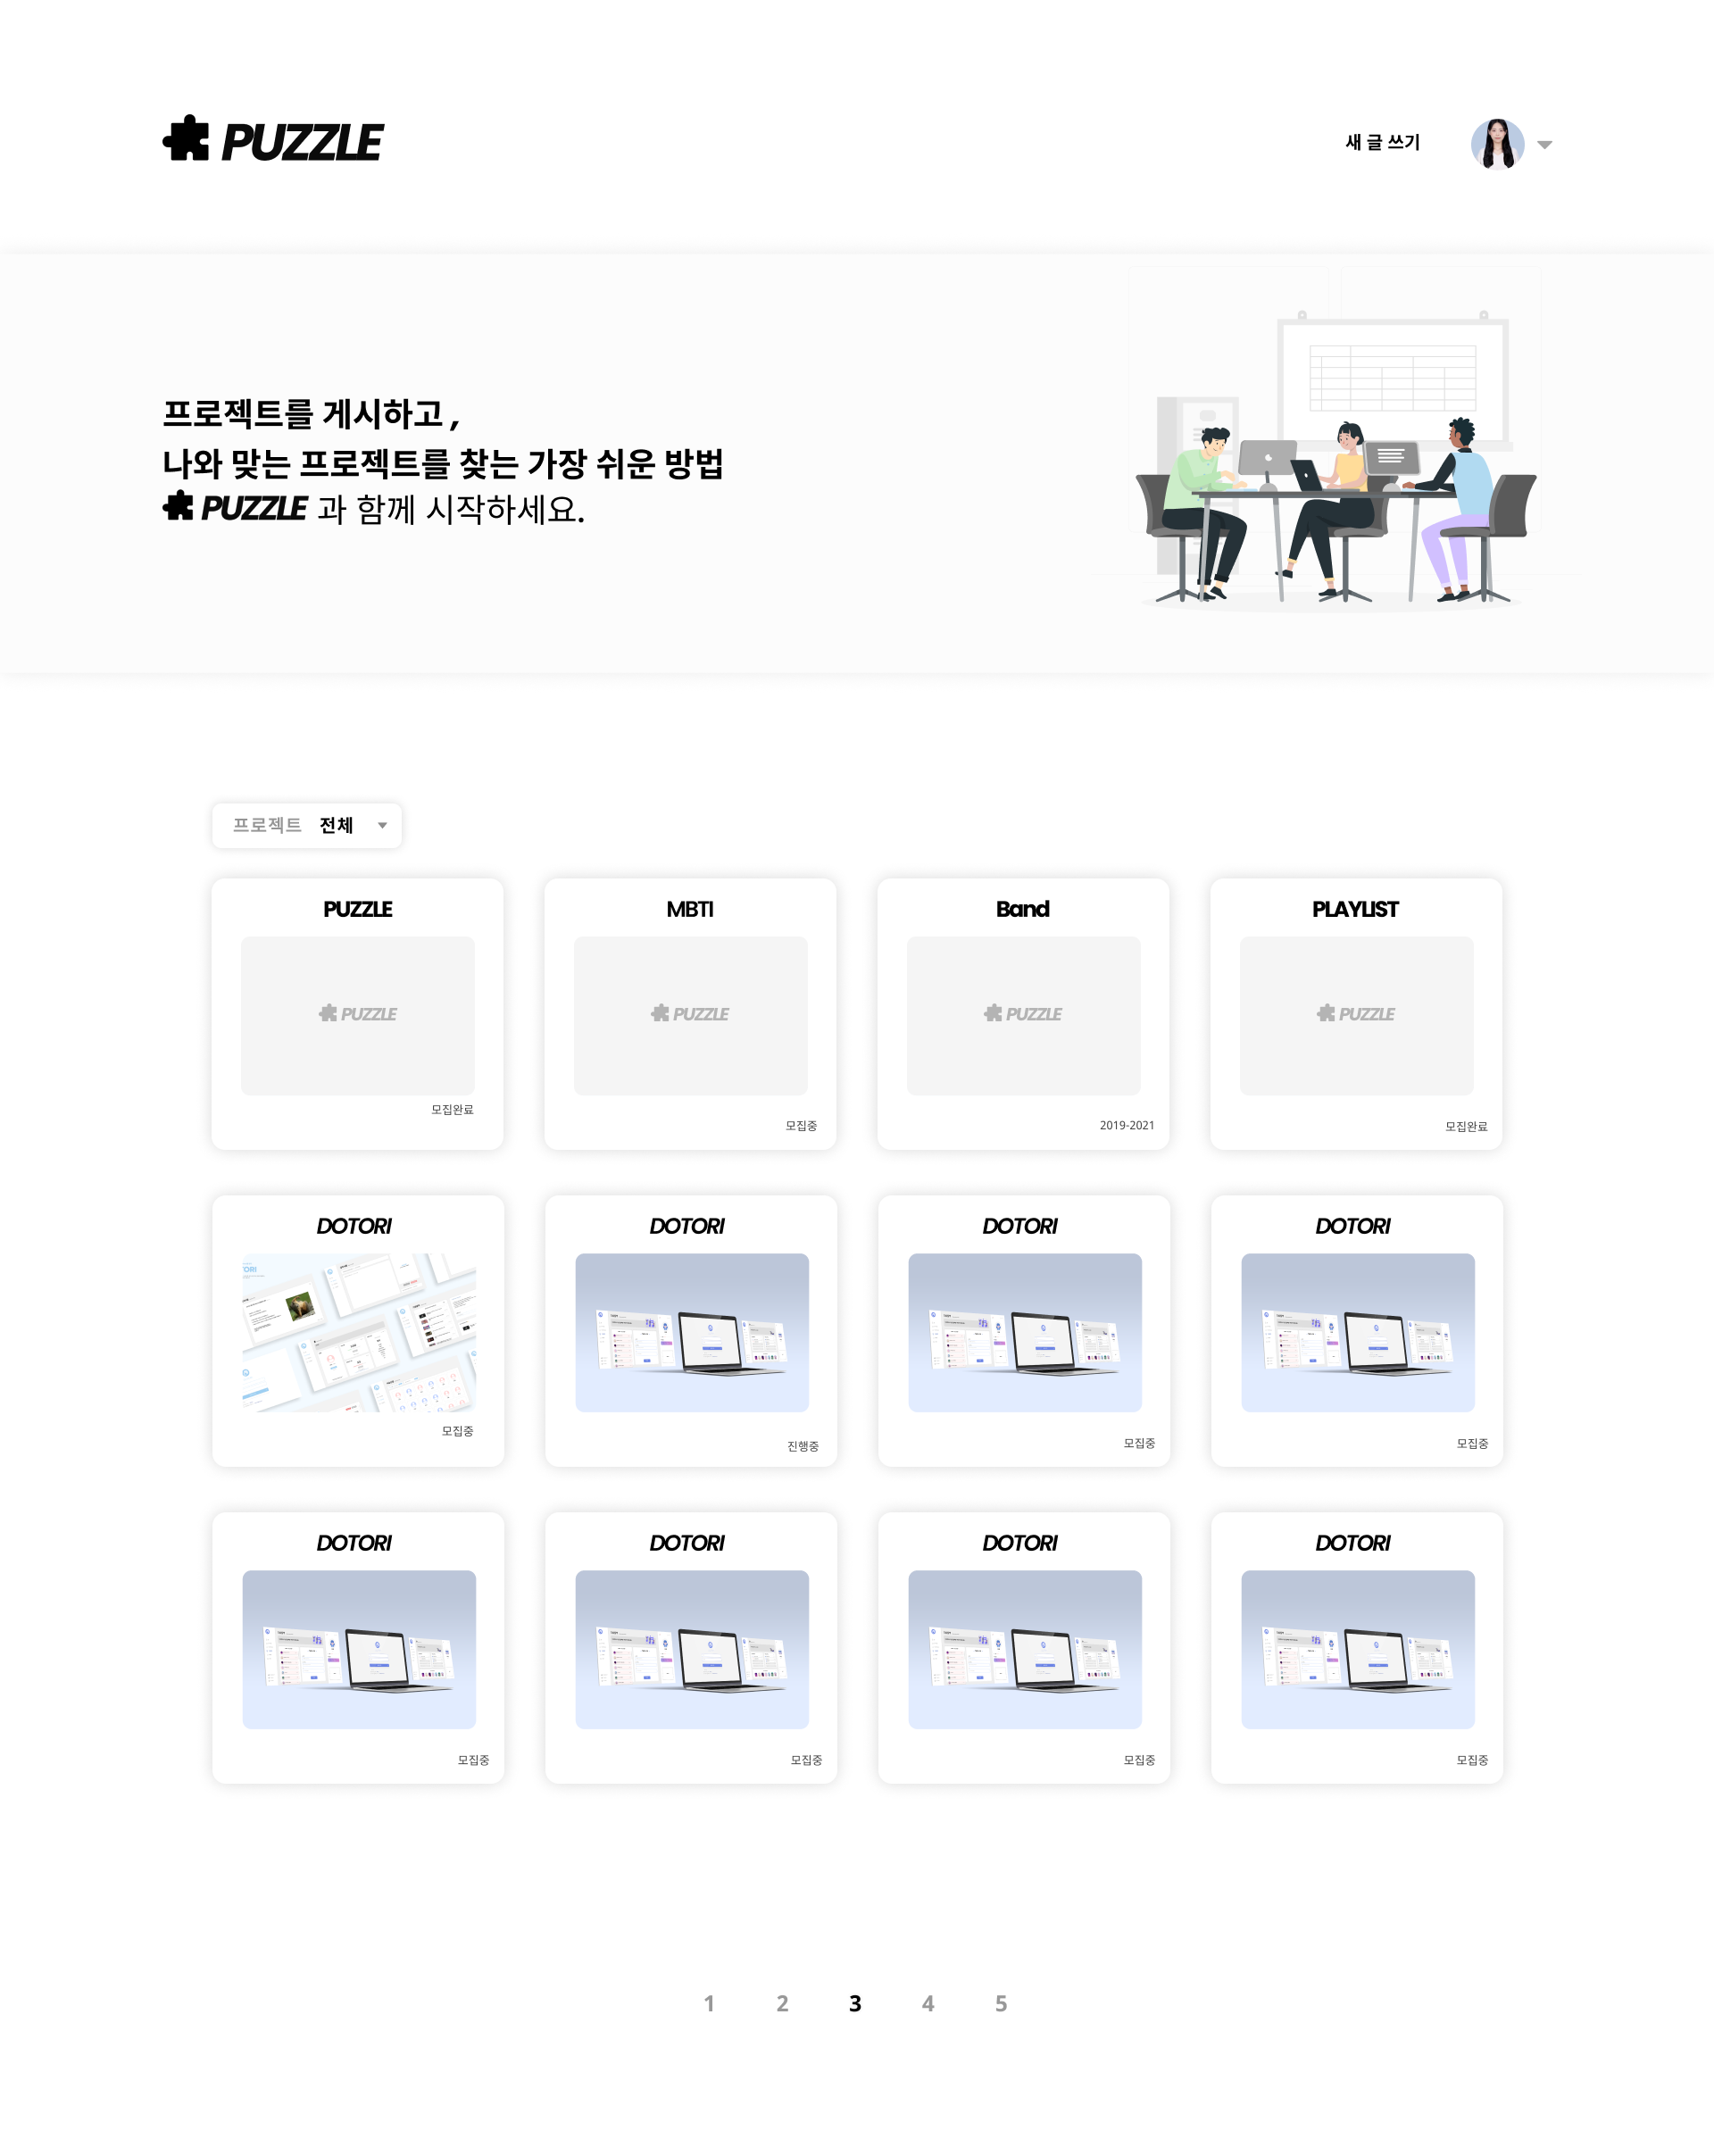 PUZZLE
새 글 쓰기
프로젝트를 게시하고 ,
나와 맞는 프로젝트를 찾는 가장 쉬운 방법
PUZZLE 과 함께 시작하세요.
프로젝트 전체
PUZZLE
PUZZLE
모집완료
MBTI
PUZZLE
모집중
Band
PUZZLE
2019-2021
PLAYLIST
PUZZLE
모집완료
DOTORI
모집중
DOTORI
진행중
DOTORI
모집중
DOTORI
모집중
DOTORI
모집중
DOTORI
모집중
DOTORI
모집중
DOTORI
모집중
1 2 3 4 5